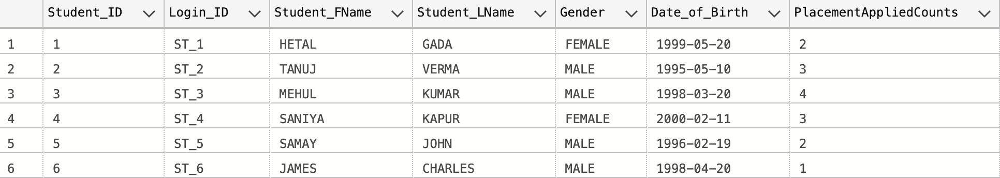 Student_ID Login_ID Student_FName Student_LName Gender Date_of_Birth PlacementAppliedCounts
1 1 ST_1 HETAL GADA FEMALE 1999-05-20 2
2 2 ST_2 TANUJ VERMA MALE 1995-05-10 3
3 3 ST_3 MEHUL KUMAR MALE 1998-03-20 4
4 4 ST_4 SANIYA KAPUR FEMALE 2000-02-11 3
5 5 ST_5 SAMAY JOHN MALE 1996-02-19 2
6 6 ST_6 JAMES CHARLES MALE 1998-04-20 1